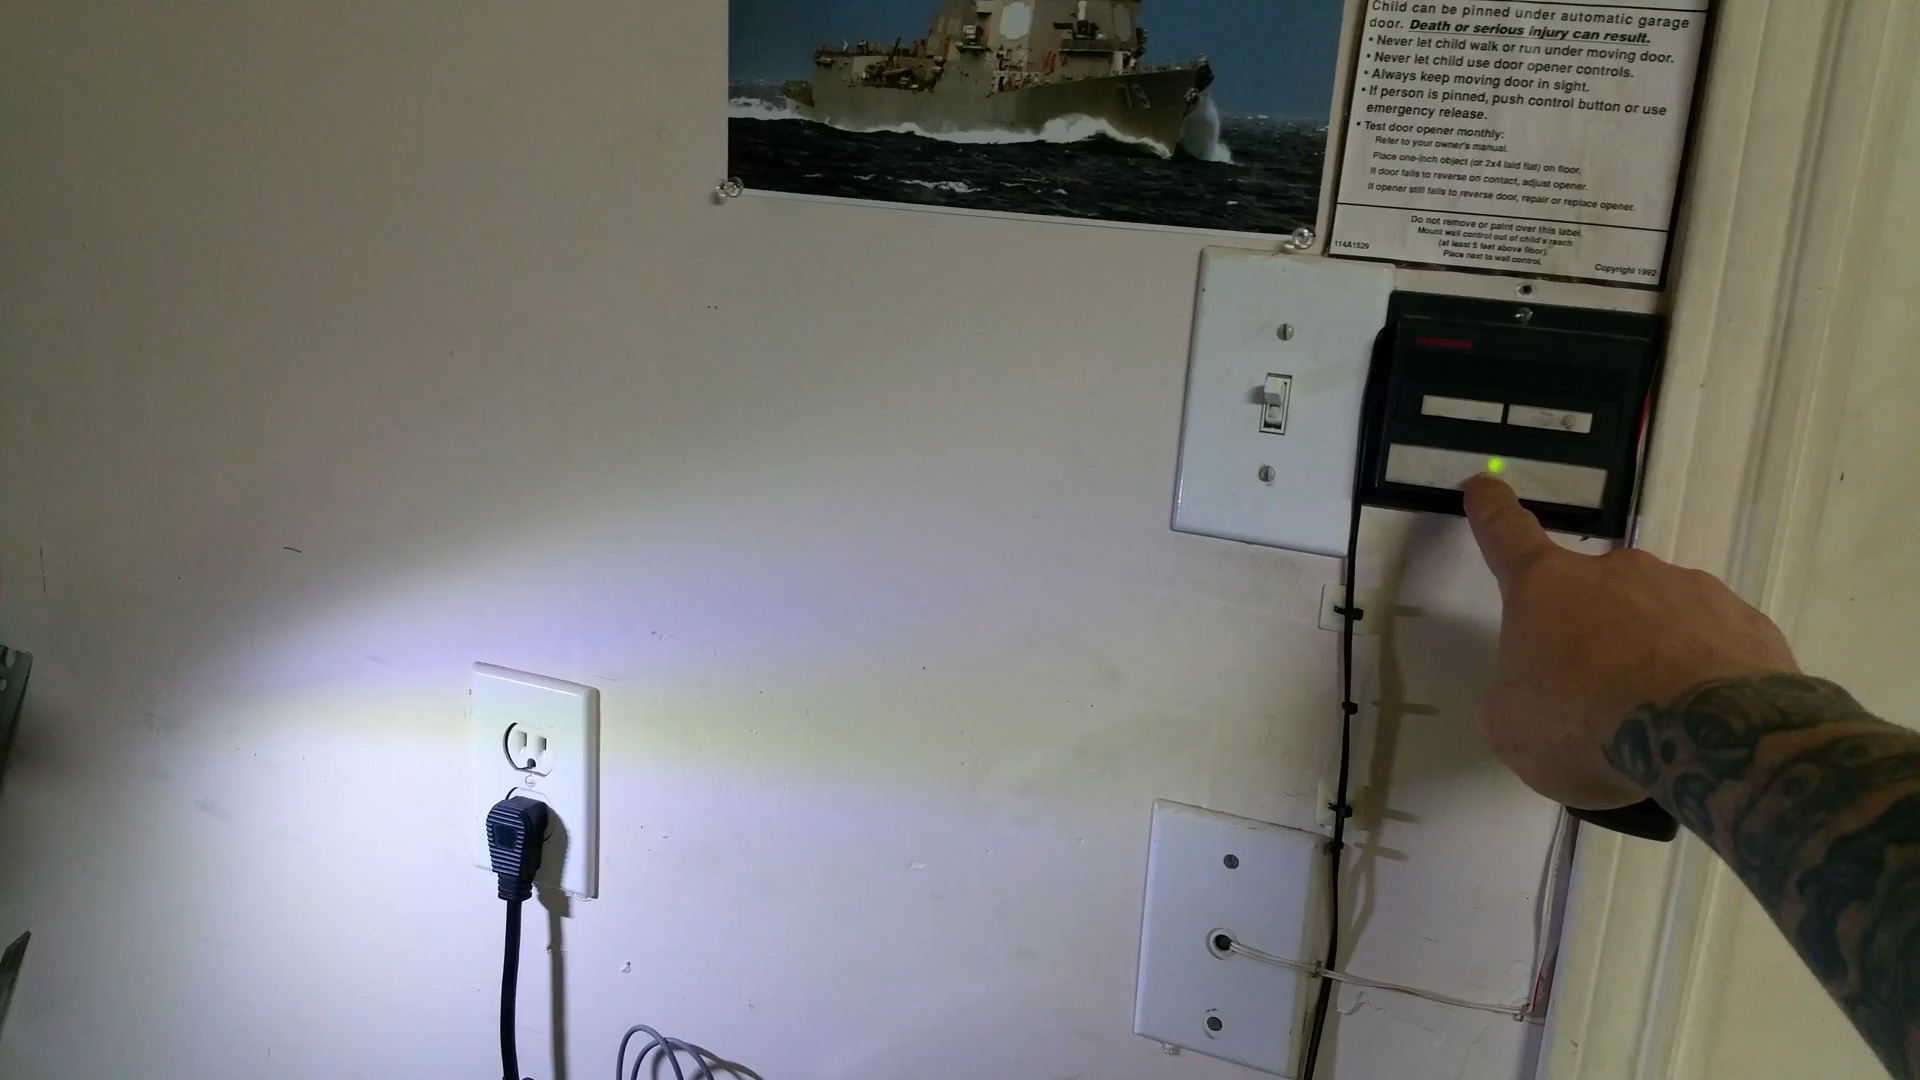 79
Child can be pinned under automatic garage
door. Death or serious injury can result.
• Never let child walk or run under moving door.
• Never let child use door opener controls.
• Always keep moving door in sight.
• If person is pinned, push control button or use
emergency release.
• Test door opener monthly:
Refer to your owner's manual.
Place one-inch object (or 2x4 laid flat) on floor.
If door fails to reverse on contact, adjust opener.
If opener still fails to reverse door, repair or replace opener.
Do not remove or paint over this label.
Mount wall control out of child's reach
(at least 5 feet above floor).
Place next to wall control.
114A1529
Copyright 1992